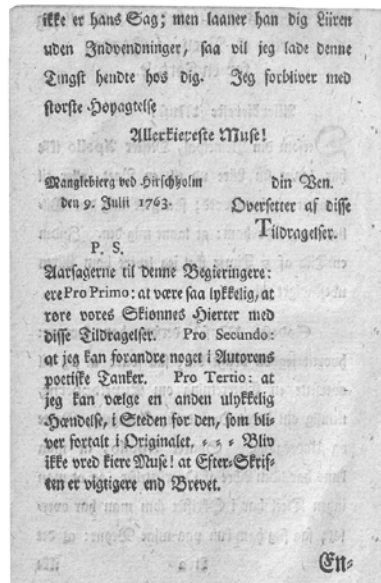 ikke er hans Sag; men laaner han dig Liiren
uden Indvendninger, saa vil jeg lade denne
Tingst hendte hos dig. Jeg forbliver med
største Høyagtelse
Allerkiereste Muse!
Manglebierg ved Hirschholm
den 9. Julii 1763.
din Ven.
Oversetter af disse
Tildragelser.
P. S.
Aarsagerne til denne Begieringere:
ere Pro Primo: at være saa lykkelig, at
røre vores Skiønnes Hierter med
disse Tildragelser. Pro Secundo:
at jeg kan forandre noget i Autorens
poetiske Tanker. Pro Tertio: at
jeg kan vælge en anden ulykkelig
Hændelse, i Steden for den, som bli-
ver fortalt i Originalet. - - - Bliv
ikke vred kiere Muse! at Efter-Skrif-
ten er vigtigere end Brevet.
En-